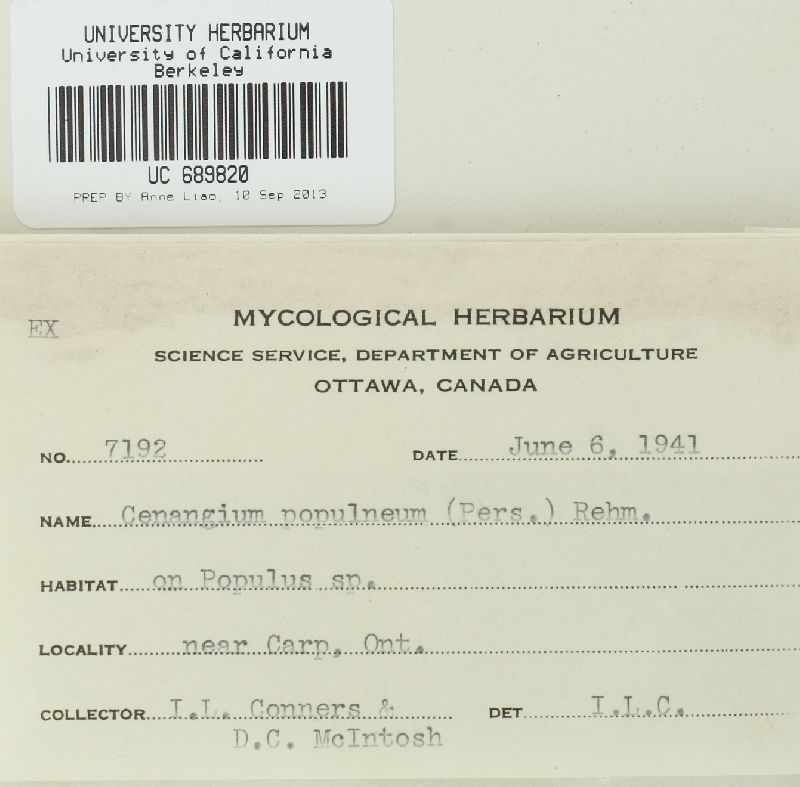 UNIVERSITY HERBARIUM
University of California
Berkeley
UC 689820
PREP BY Anne Liao, 10 Sep 2013
EX
MYCOLOGICAL HERBARIUM
SCIENCE SERVICE, DEPARTMENT OF AGRICULTURE
OTTAWA, CANADA
NO. 7192 DATE June 6, 1941
NAME Cenangium populneum (Pers.) Rehm.
HABITAT on Populus sp.
LOCALITY near Carp, Ont.
COLLECTOR I.L. Conners & DET I.L.C.
D.C. McIntosh